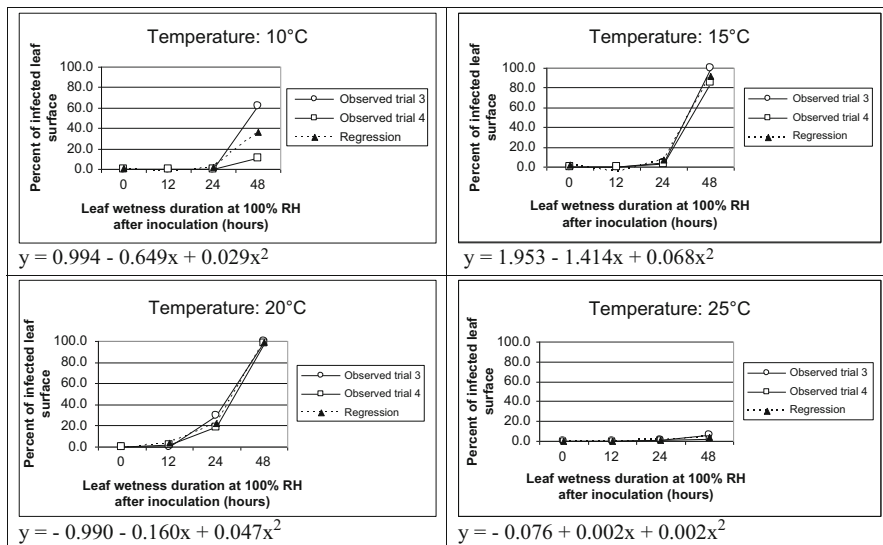 Temperature: 10°C
Percent of infected leaf
surface
100.0
80.0
60.0
40.0
20.0
0.0
0 12 24 48
Leaf wetness duration at 100% RH
after inoculation (hours)
Observed trial 3
Observed trial 4
Regression
y = 0.994 - 0.649x + 0.029x²
Temperature: 15°C
Percent of infected leaf
surface
100.0
80.0
60.0
40.0
20.0
0.0
0 12 24 48
Leaf wetness duration at 100% RH
after inoculation (hours)
Observed trial 3
Observed trial 4
Regression
y = 1.953 - 1.414x + 0.068x²
Temperature: 20°C
Percent of infected leaf
surface
100.0
80.0
60.0
40.0
20.0
0.0
0 12 24 48
Leaf wetness duration at 100% RH
after inoculation (hours)
Observed trial 3
Observed trial 4
Regression
y = - 0.990 - 0.160x + 0.047x²
Temperature: 25°C
Percent of infected leaf
surface
100.0
80.0
60.0
40.0
20.0
0.0
0 12 24 48
Leaf wetness duration at 100% RH
after inoculation (hours)
Observed trial 3
Observed trial 4
Regression
y = - 0.076 + 0.002x + 0.002x²